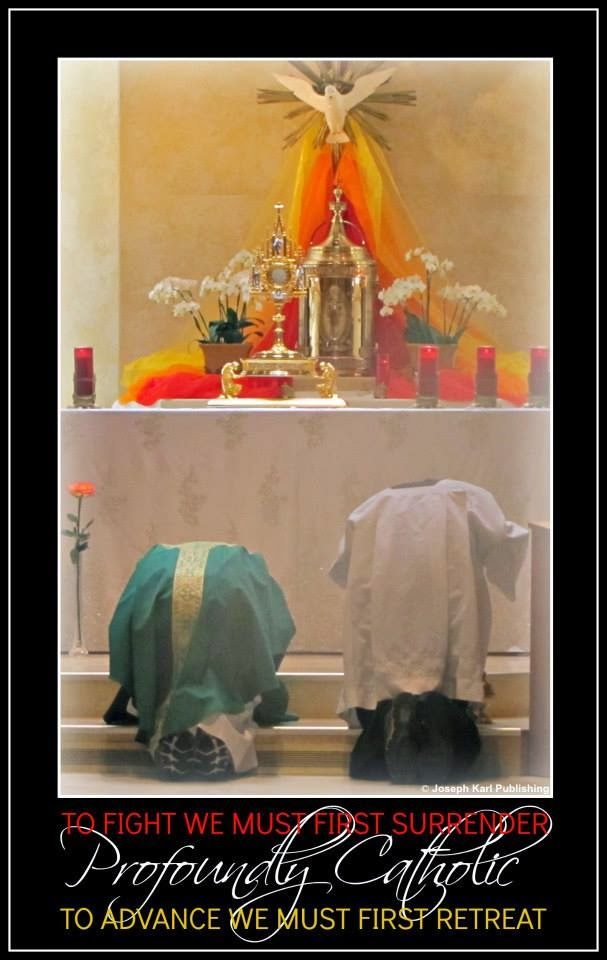 © Joseph Karl Publishing
TO FIGHT WE MUST FIRST SURRENDER
Profoundly Catholic
TO ADVANCE WE MUST FIRST RETREAT